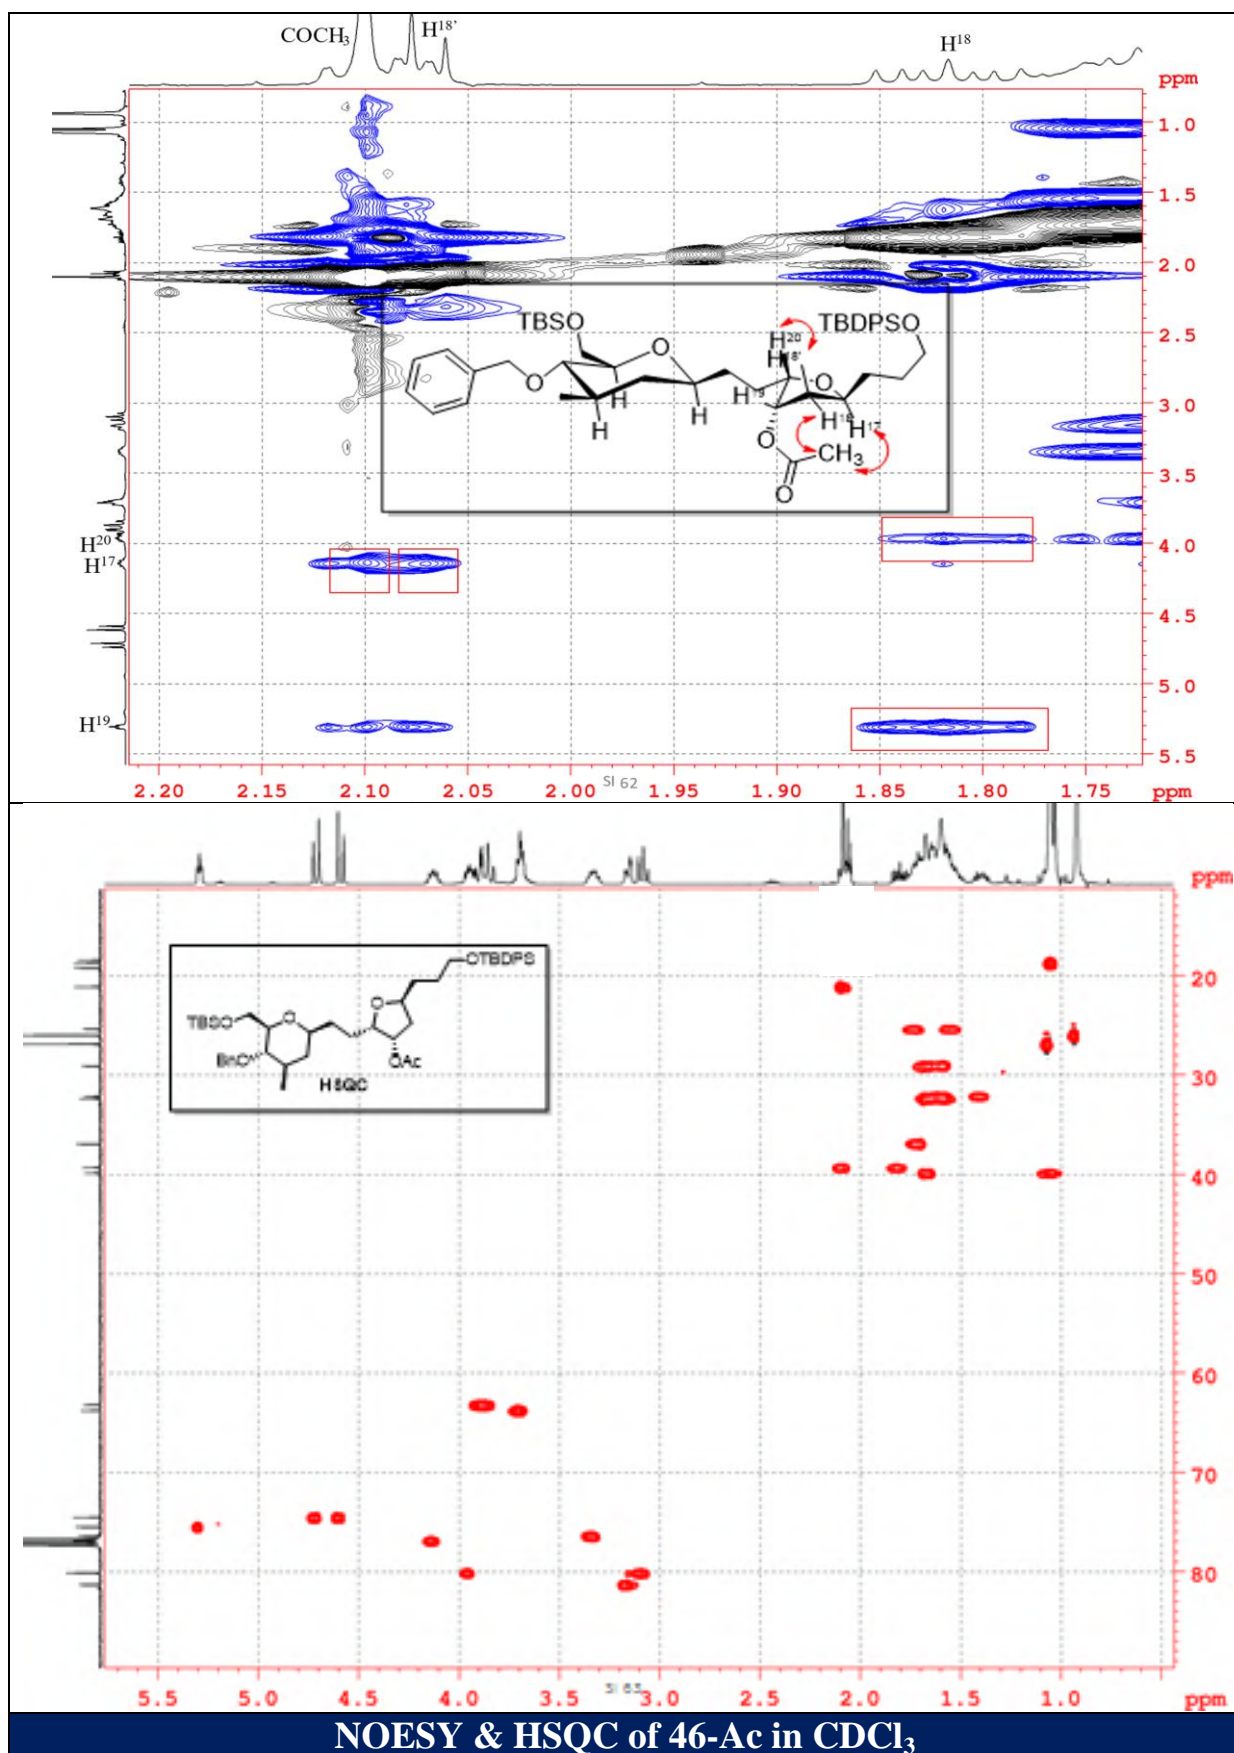 COCH3
H18'
H18
ppm
1.0
1.5
2.0
2.5
3.0
3.5
4.0
4.5
5.0
5.5
TBSO
TBDPSO
H20
H18'
O
O
H19
O
H
H
H
H18
H17
O
CH3
O
H20
H17
H19
2.20 2.15 2.10 2.05 2.00 SI 62 1.95 1.90 1.85 1.80 1.75 ppm
ppm
20
30
40
50
60
70
80
OTBDPS
O
O
TBSO
BnO
OAc
HSQC
5.5 5.0 4.5 4.0 3.5 SI 63 3.0 2.5 2.0 1.5 1.0 ppm
NOESY & HSQC of 46-Ac in CDCl3